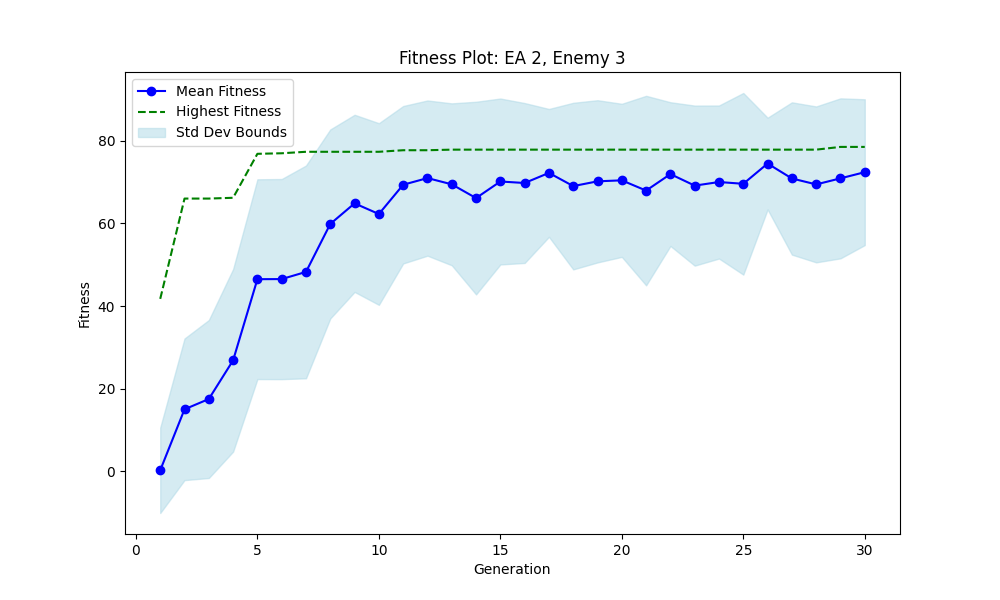 Fitness Plot: EA 2, Enemy 3
Mean Fitness
Highest Fitness
Std Dev Bounds
Fitness
80
60
40
20
0
0 5 10 15 20 25 30
Generation